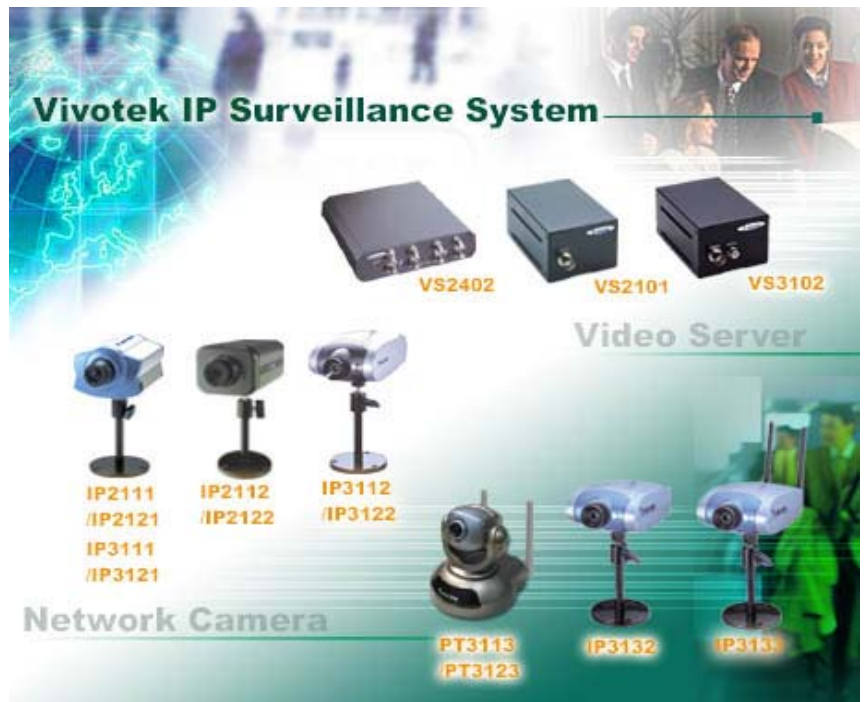 Vivotek IP Surveillance System
VS2402
VS2101
VS3102
Video Server
IP2111
/IP2121
IP3111
/IP3121
IP2112
/IP2122
IP3112
/IP3122
Network Camera
PT3113
/PT3123
IP3132
IP3133